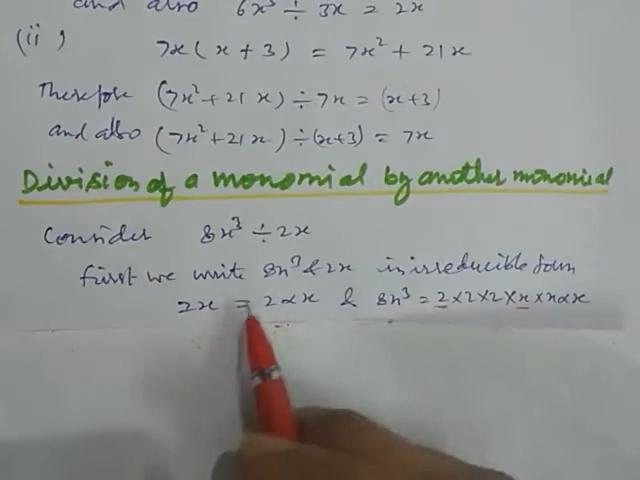 and also 6x³ ÷ 3x = 2x
(ii) 7x(x+3) = 7x²+21x
Therefore (7x²+21x)÷7x=(x+3)
and also (7x²+21x)÷(x+3)=7x
Division of a monomial by another monomial
Consider 8x³÷2x
first we write 8x³ & 2x in irreducible form
2x = 2×x & 8x³ = 2×2×2×x×x×x